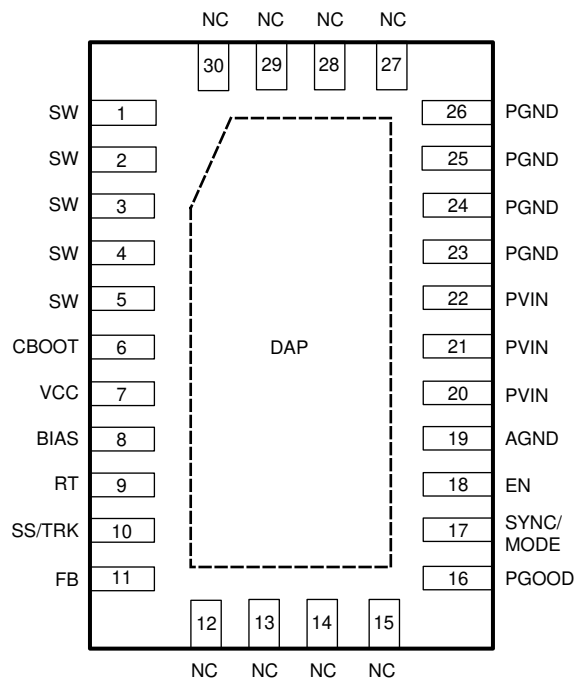 NC NC NC NC
30 29 28 27
SW 1 26 PGND
SW 2 25 PGND
SW 3 24 PGND
SW 4 23 PGND
SW 5 22 PVIN
CBOOT 6 DAP 21 PVIN
VCC 7 20 PVIN
BIAS 8 19 AGND
RT 9 18 EN
SS/TRK 10 17 SYNC/
MODE
FB 11 16 PGOOD
12 13 14 15
NC NC NC NC